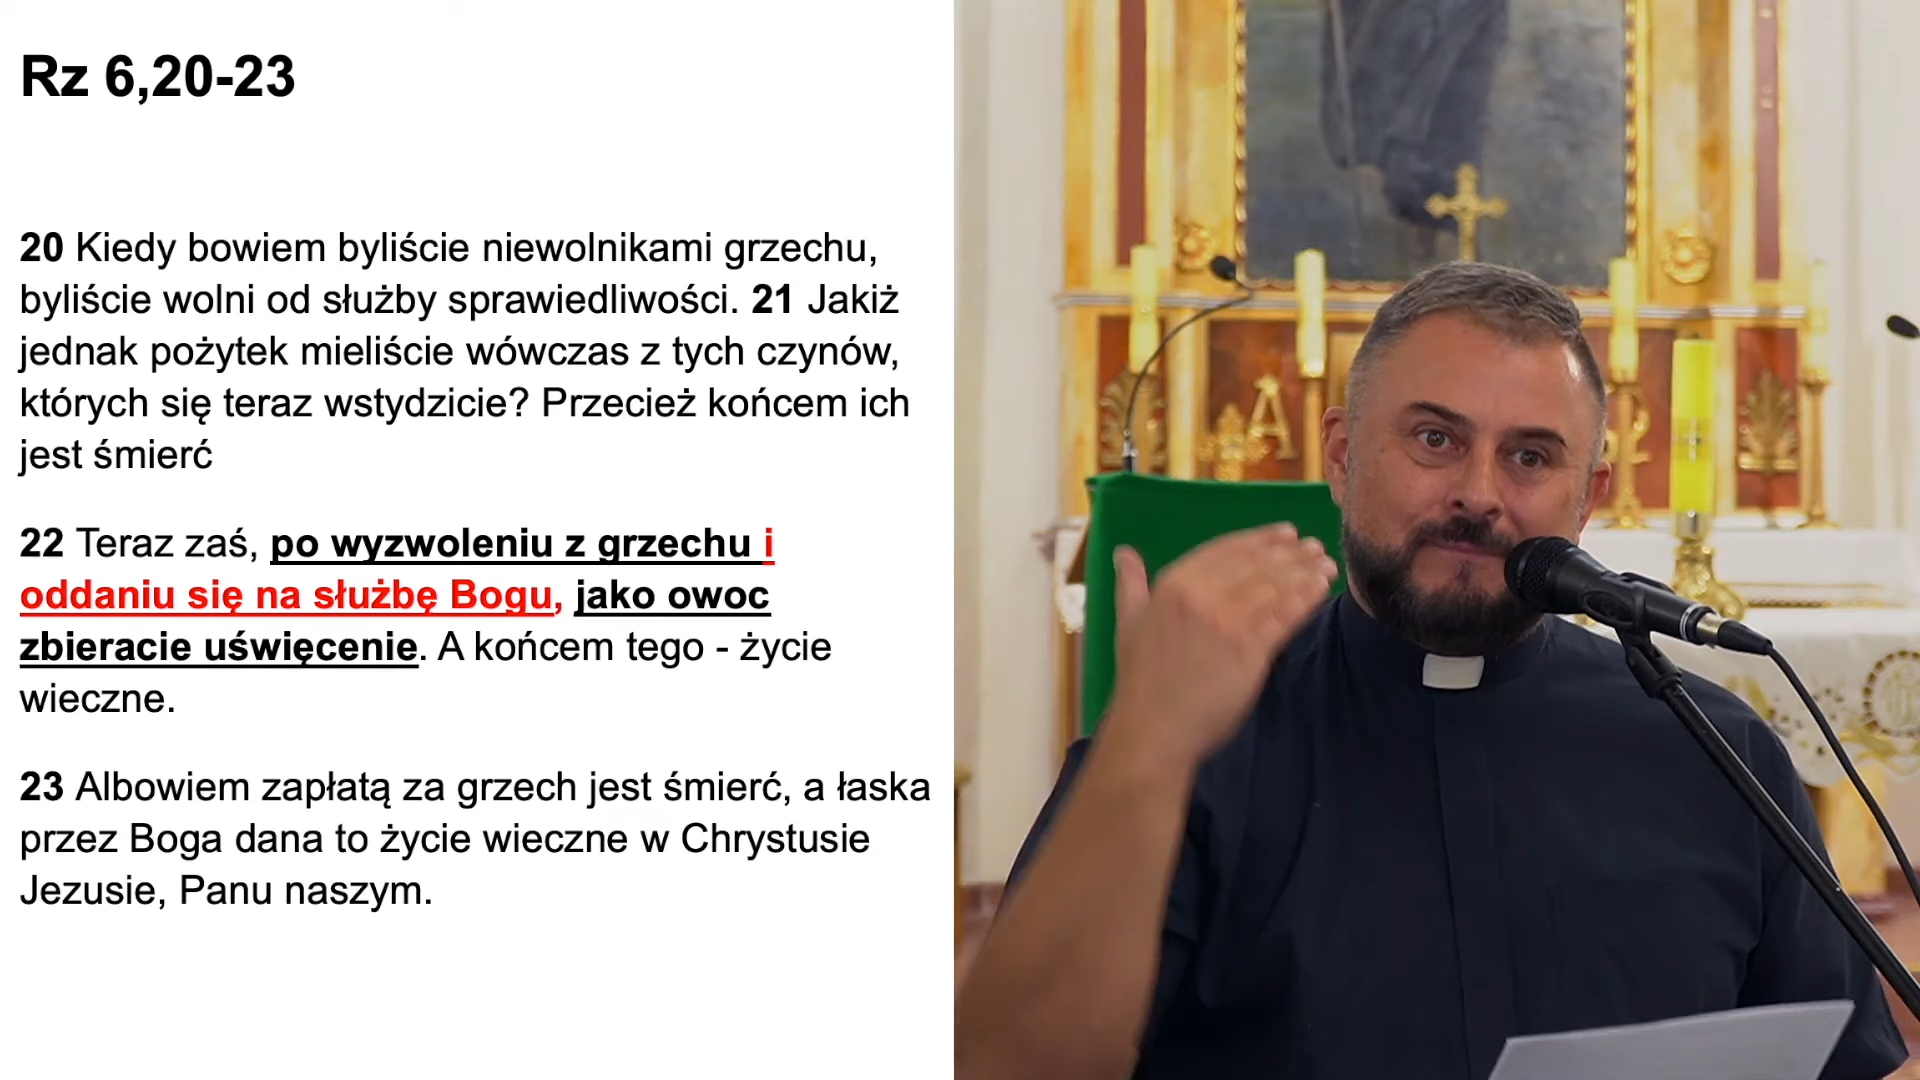 Rz 6,20-23
20 Kiedy bowiem byliście niewolnikami grzechu,
byliście wolni od służby sprawiedliwości. 21 Jakiż
jednak pożytek mieliście wówczas z tych czynów,
których się teraz wstydzicie? Przecież końcem ich
jest śmierć
22 Teraz zaś, po wyzwoleniu z grzechu i
oddaniu się na służbę Bogu, jako owoc
zbieracie uświęcenie. A końcem tego - życie
wieczne.
23 Albowiem zapłatą za grzech jest śmierć, a łaska
przez Boga dana to życie wieczne w Chrystusie
Jezusie, Panu naszym.
A